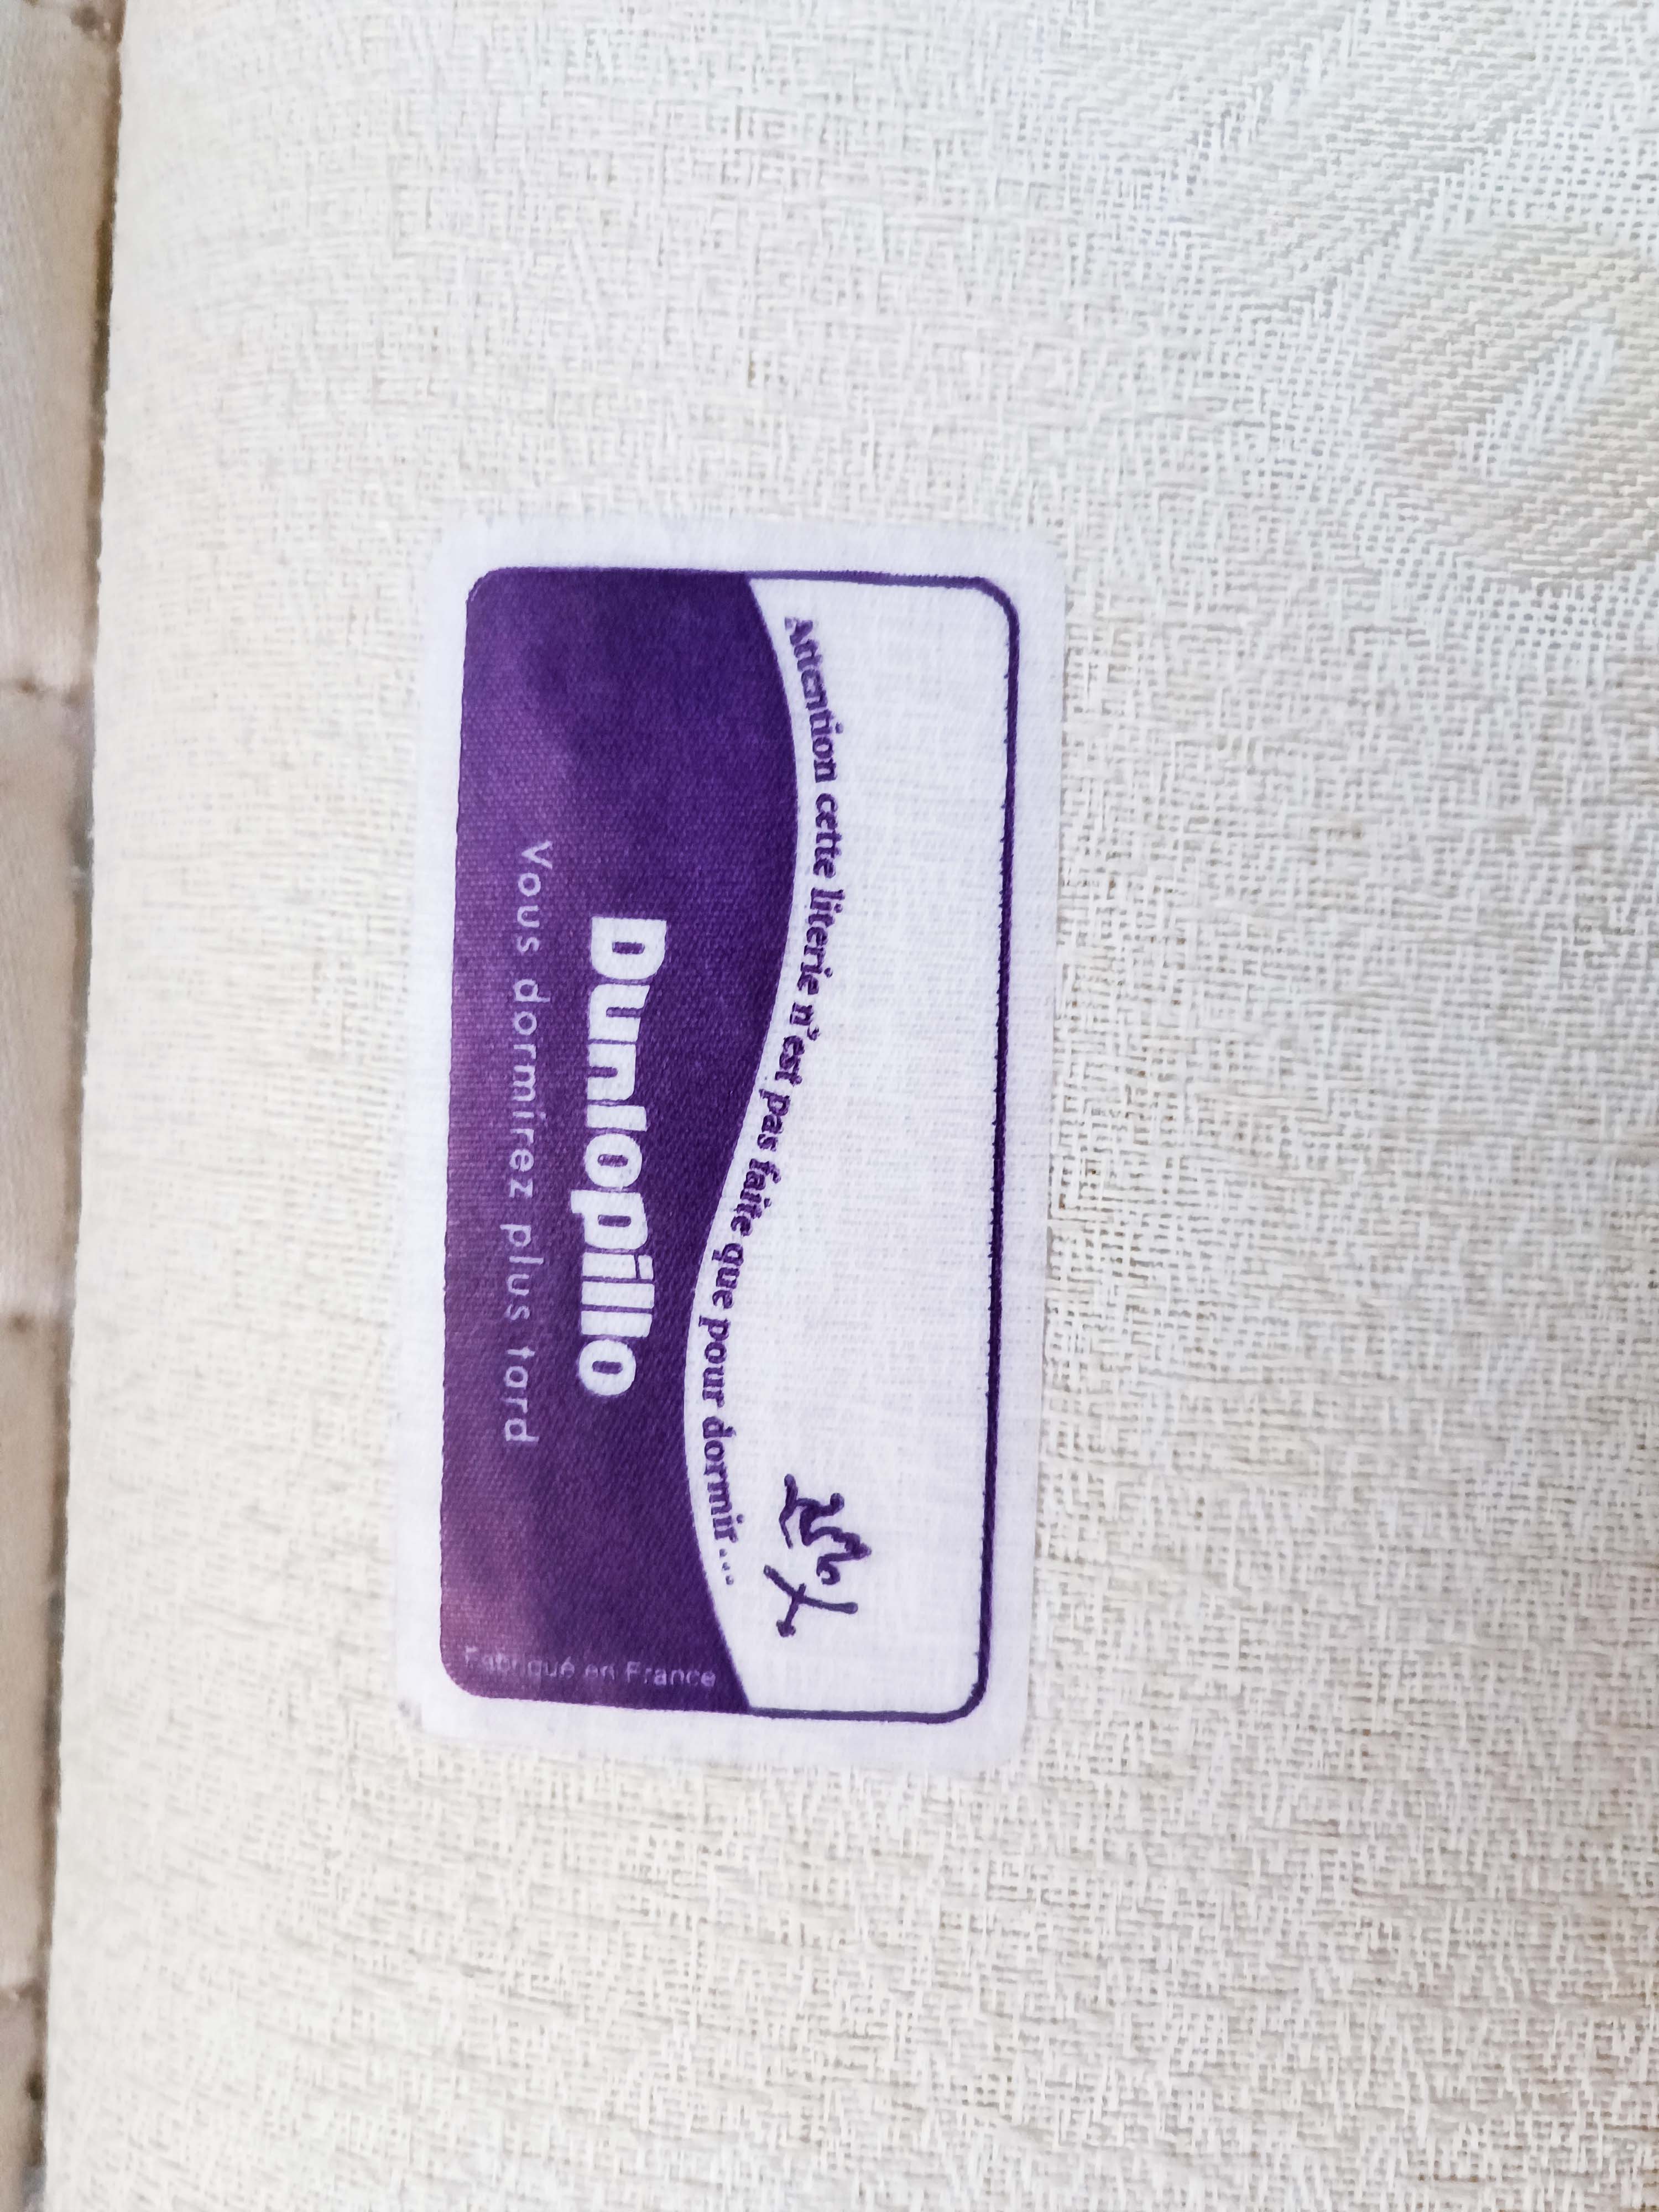 Attention cette literie n'est pas faite que pour dormir...
Dunlopillo
Vous dormirez plus tard
Fabriqué en France